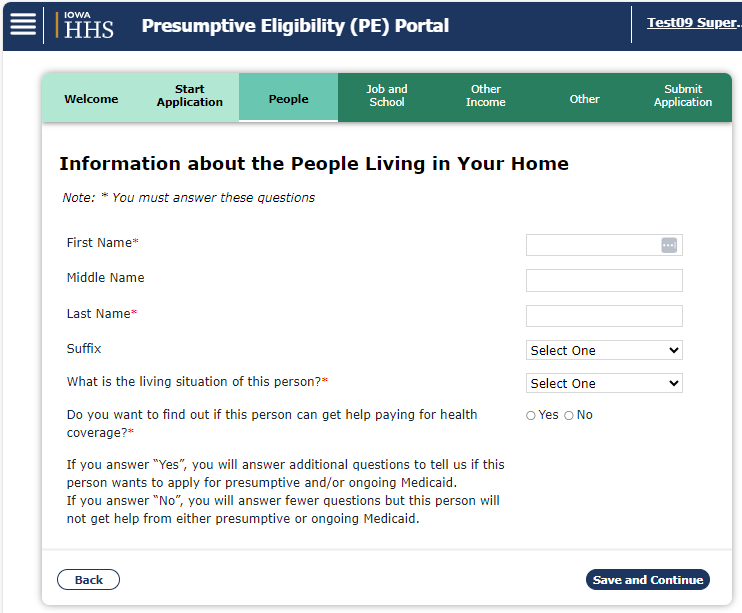 IOWA
HHS
Presumptive Eligibility (PE) Portal
Test09 Super..
Welcome
Start
Application
People
Job and
School
Other
Income
Other
Submit
Application
Information about the People Living in Your Home
Note: * You must answer these questions
First Name*
Middle Name
Last Name*
Suffix
Select One
What is the living situation of this person?*
Select One
Do you want to find out if this person can get help paying for health
coverage?*
Yes No
If you answer “Yes”, you will answer additional questions to tell us if this
person wants to apply for presumptive and/or ongoing Medicaid.
If you answer “No”, you will answer fewer questions but this person will
not get help from either presumptive or ongoing Medicaid.
Back
Save and Continue